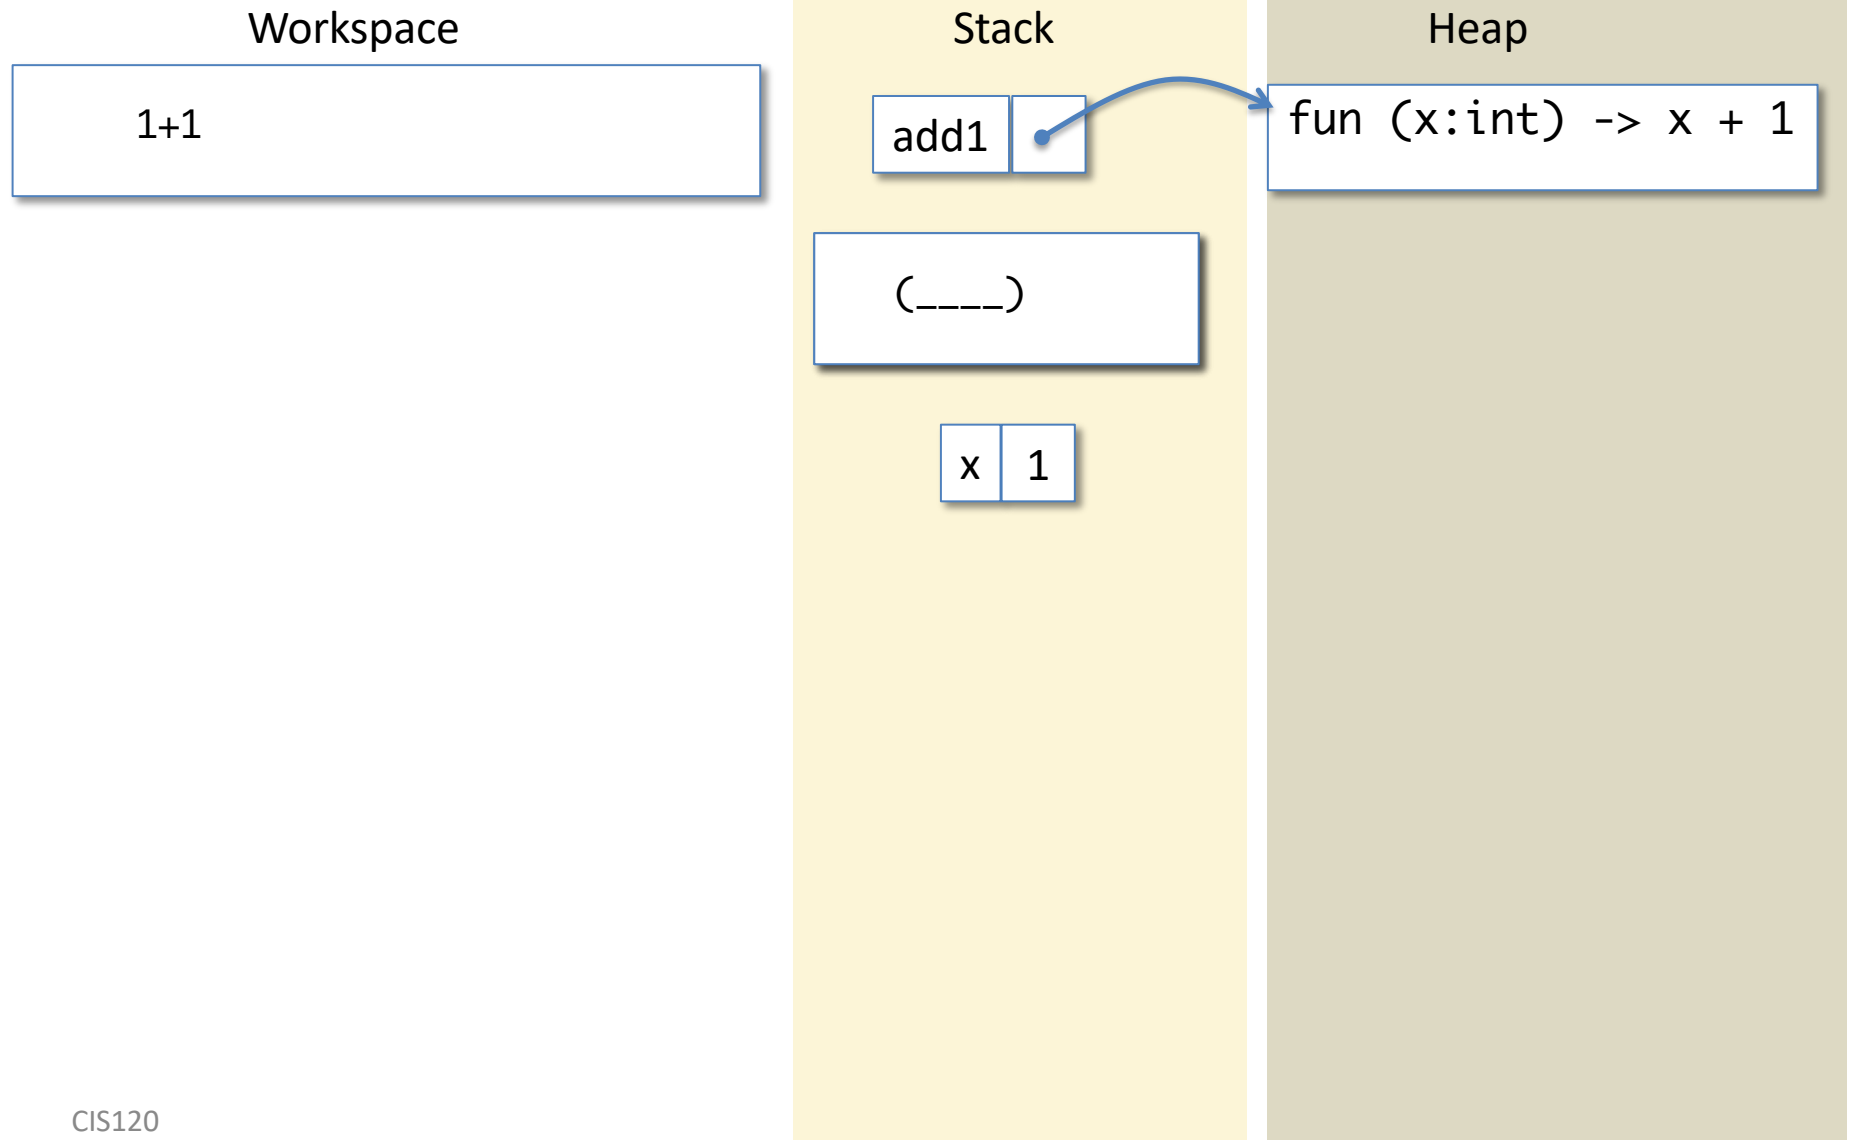 Workspace
Stack
Heap
1+1
add1
fun (x:int) -> x + 1
(____)
x 1
CIS120